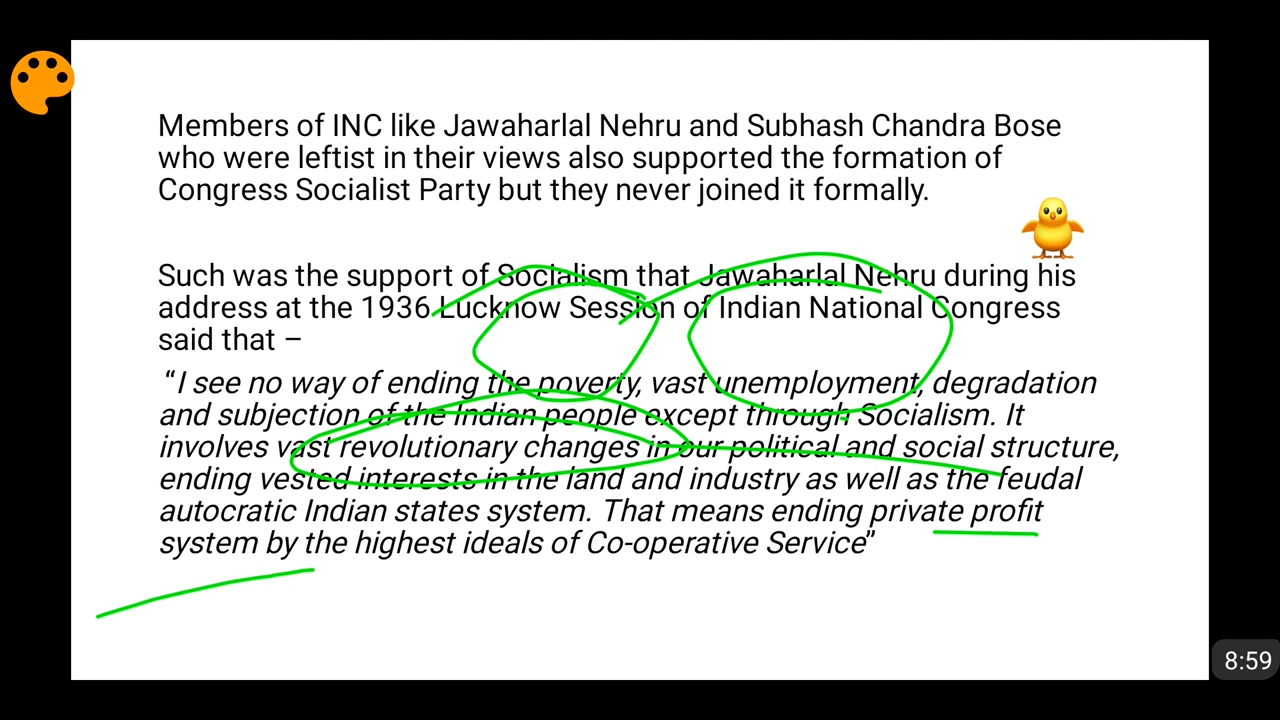 Members of INC like Jawaharlal Nehru and Subhash Chandra Bose
who were leftist in their views also supported the formation of
Congress Socialist Party but they never joined it formally.
Such was the support of Socialism that Jawaharlal Nehru during his
address at the 1936 Lucknow Session of Indian National Congress
said that –
“I see no way of ending the poverty, vast unemployment, degradation
and subjection of the Indian people except through Socialism. It
involves vast revolutionary changes in our political and social structure,
ending vested interests in the land and industry as well as the feudal
autocratic Indian states system. That means ending private profit
system by the highest ideals of Co-operative Service”
8:59